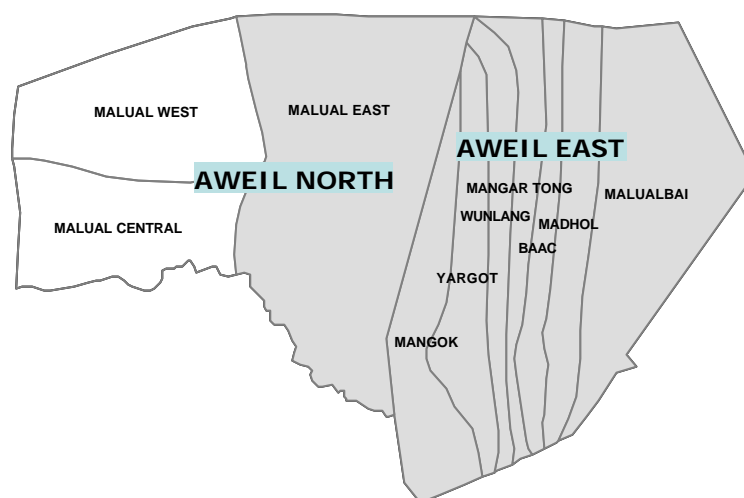 MALUAL WEST
MALUAL EAST
AWEIL EAST
AWEIL NORTH
MANGAR TONG
MALUALBAI
WUNLANG
MADHOL
MALUAL CENTRAL
BAAC
YARGOT
MANGOK